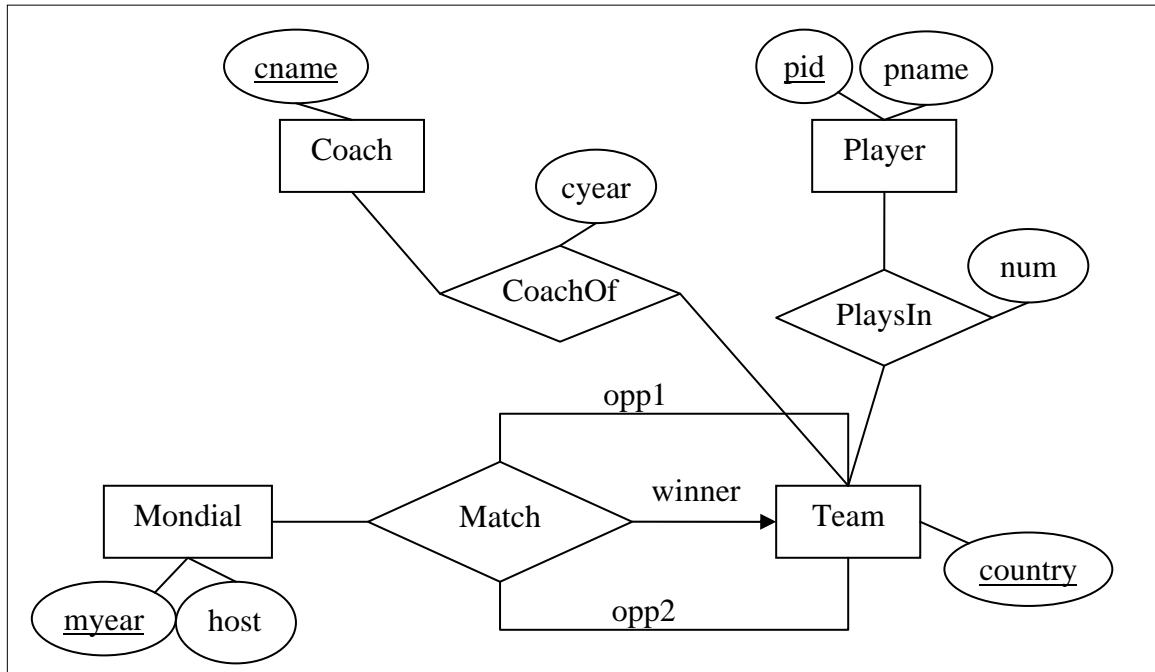 cname
pid
pname
Coach
Player
cyear
CoachOf
num
PlaysIn
opp1
winner
Mondial
Match
Team
myear
host
opp2
country